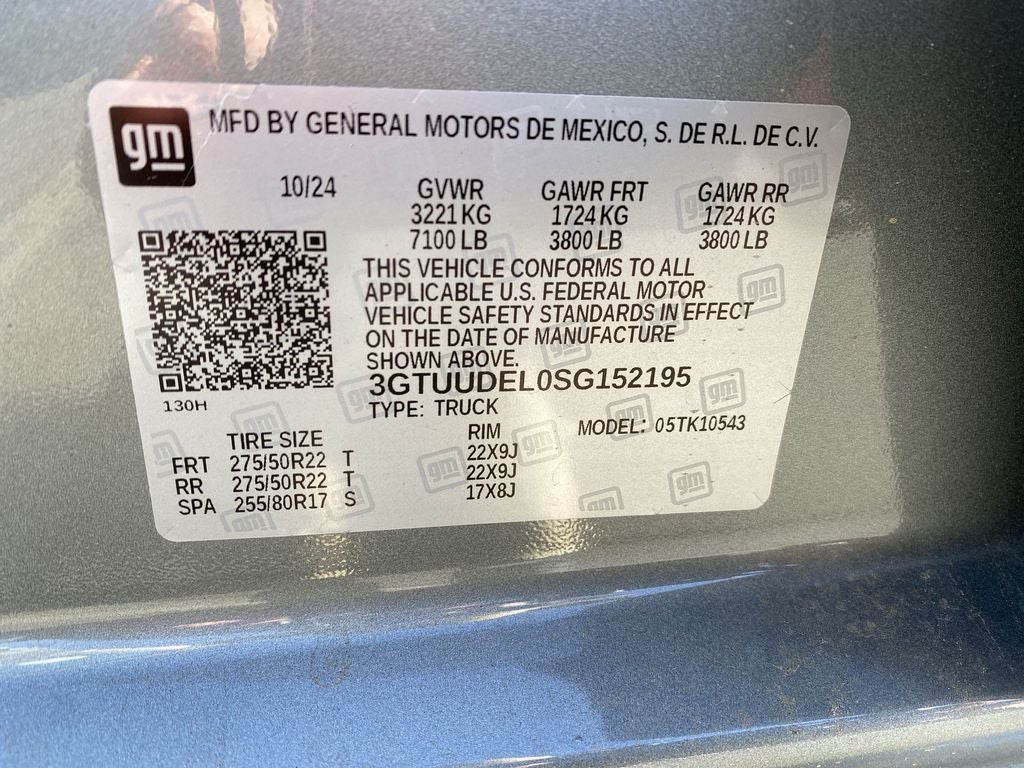 gm MFD BY GENERAL MOTORS DE MEXICO, S. DE R.L. DE C.V.
10/24 GVWR GAWR FRT GAWR RR
3221 KG 1724 KG 1724 KG
7100 LB 3800 LB 3800 LB
THIS VEHICLE CONFORMS TO ALL
APPLICABLE U.S. FEDERAL MOTOR
VEHICLE SAFETY STANDARDS IN EFFECT
ON THE DATE OF MANUFACTURE
SHOWN ABOVE.
3GTUUDEL0SG152195
130H
TYPE: TRUCK
TIRE SIZE RIM MODEL: 05TK10543
FRT 275/50R22 T 22X9J
RR 275/50R22 T 22X9J
SPA 255/80R17 S 17X8J